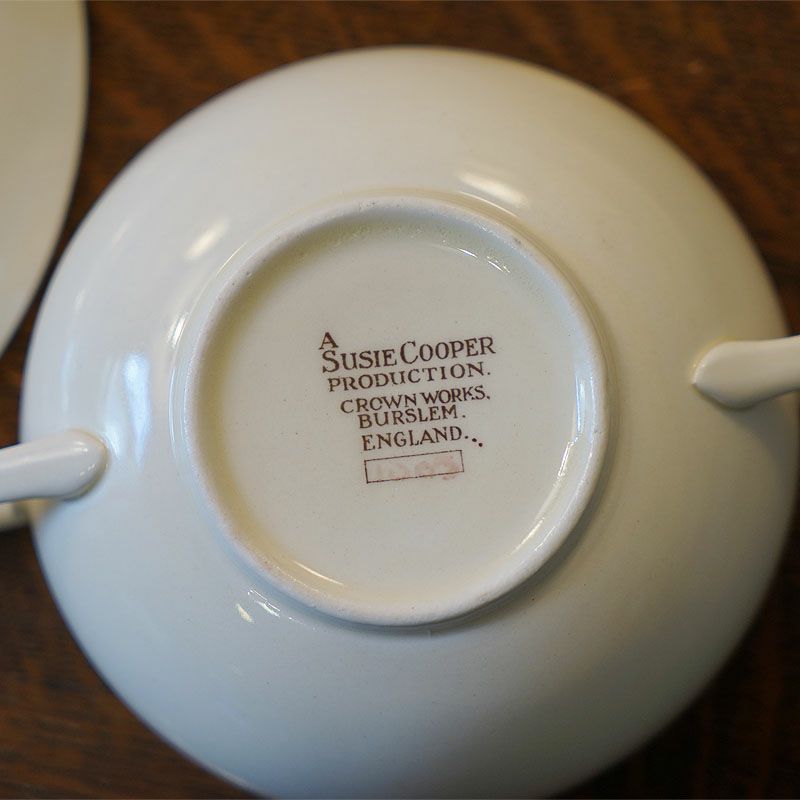 A
SUSIE COOPER
PRODUCTION.
CROWN WORKS,
BURSLEM.
ENGLAND.